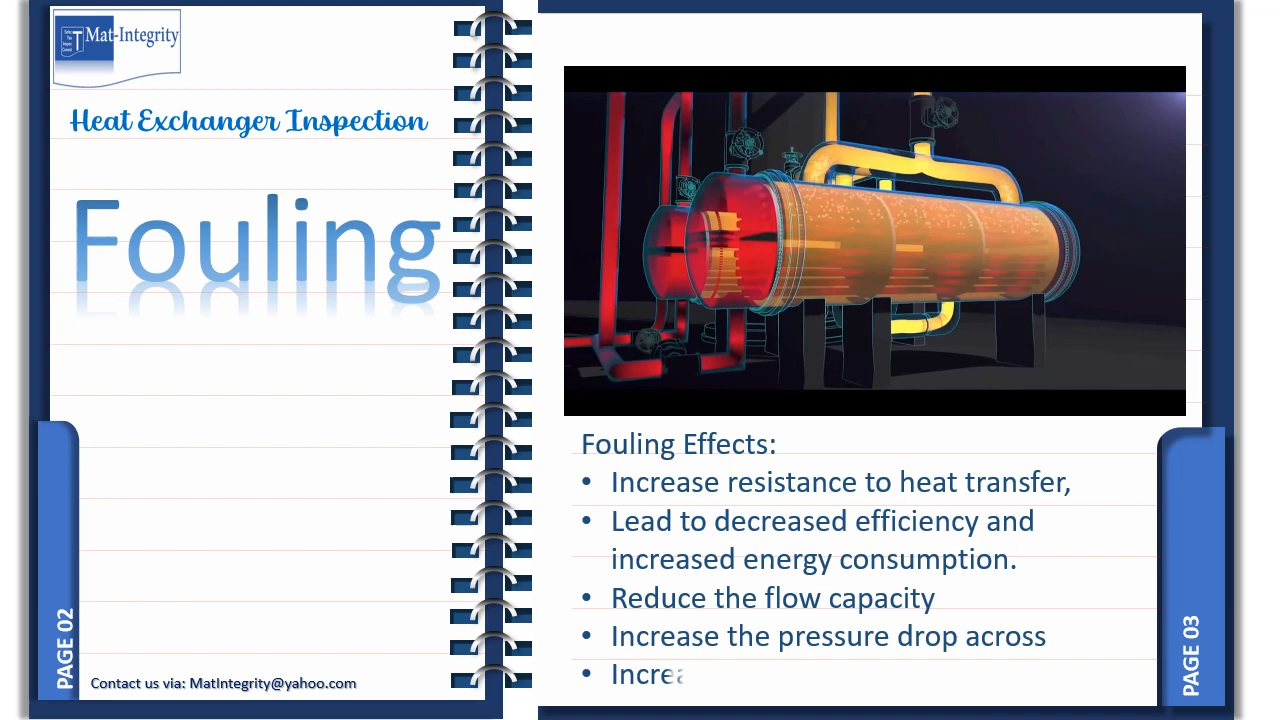 Mat-Integrity
Heat Exchanger Inspection
Fouling
PAGE 02
Contact us via: MatIntegrity@yahoo.com
Fouling Effects:
• Increase resistance to heat transfer,
• Lead to decreased efficiency and
increased energy consumption.
• Reduce the flow capacity
• Increase the pressure drop across
• Increa
PAGE 03